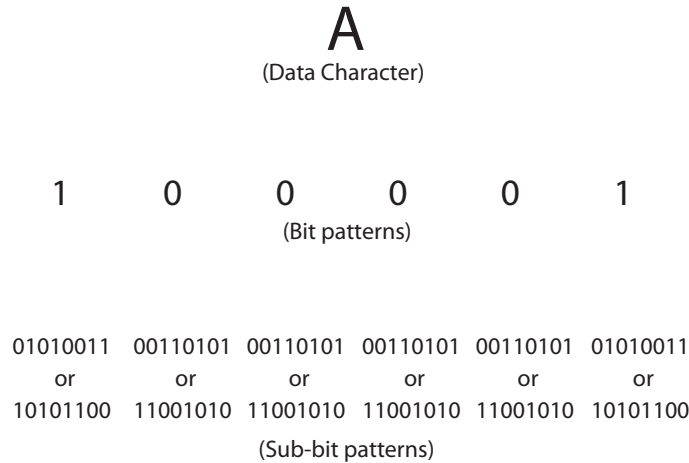 A
(Data Character)
1 0 0 0 0 1
(Bit patterns)
01010011 00110101 00110101 00110101 00110101 01010011
or or or or or or
10101100 11001010 11001010 11001010 11001010 10101100
(Sub-bit patterns)